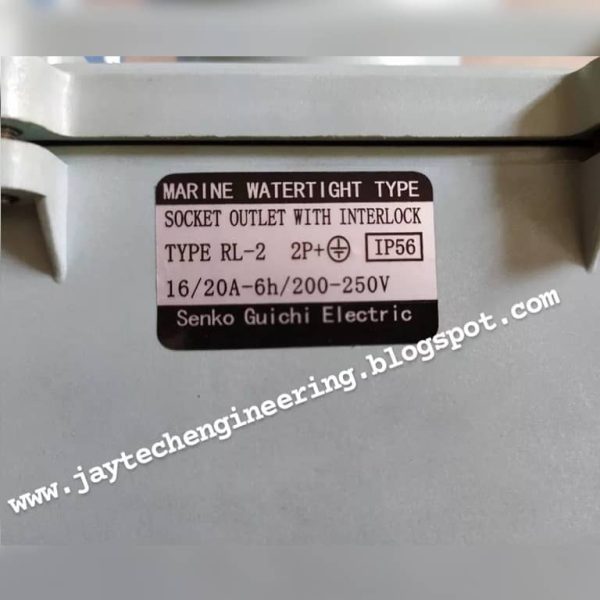 MARINE WATERTIGHT TYPE
SOCKET OUTLET WITH INTERLOCK
TYPE RL-2 2P+⏚ IP56
16/20A-6h/200-250V
Senko Guichi Electric
www.jaytechengineering.blogspot.com